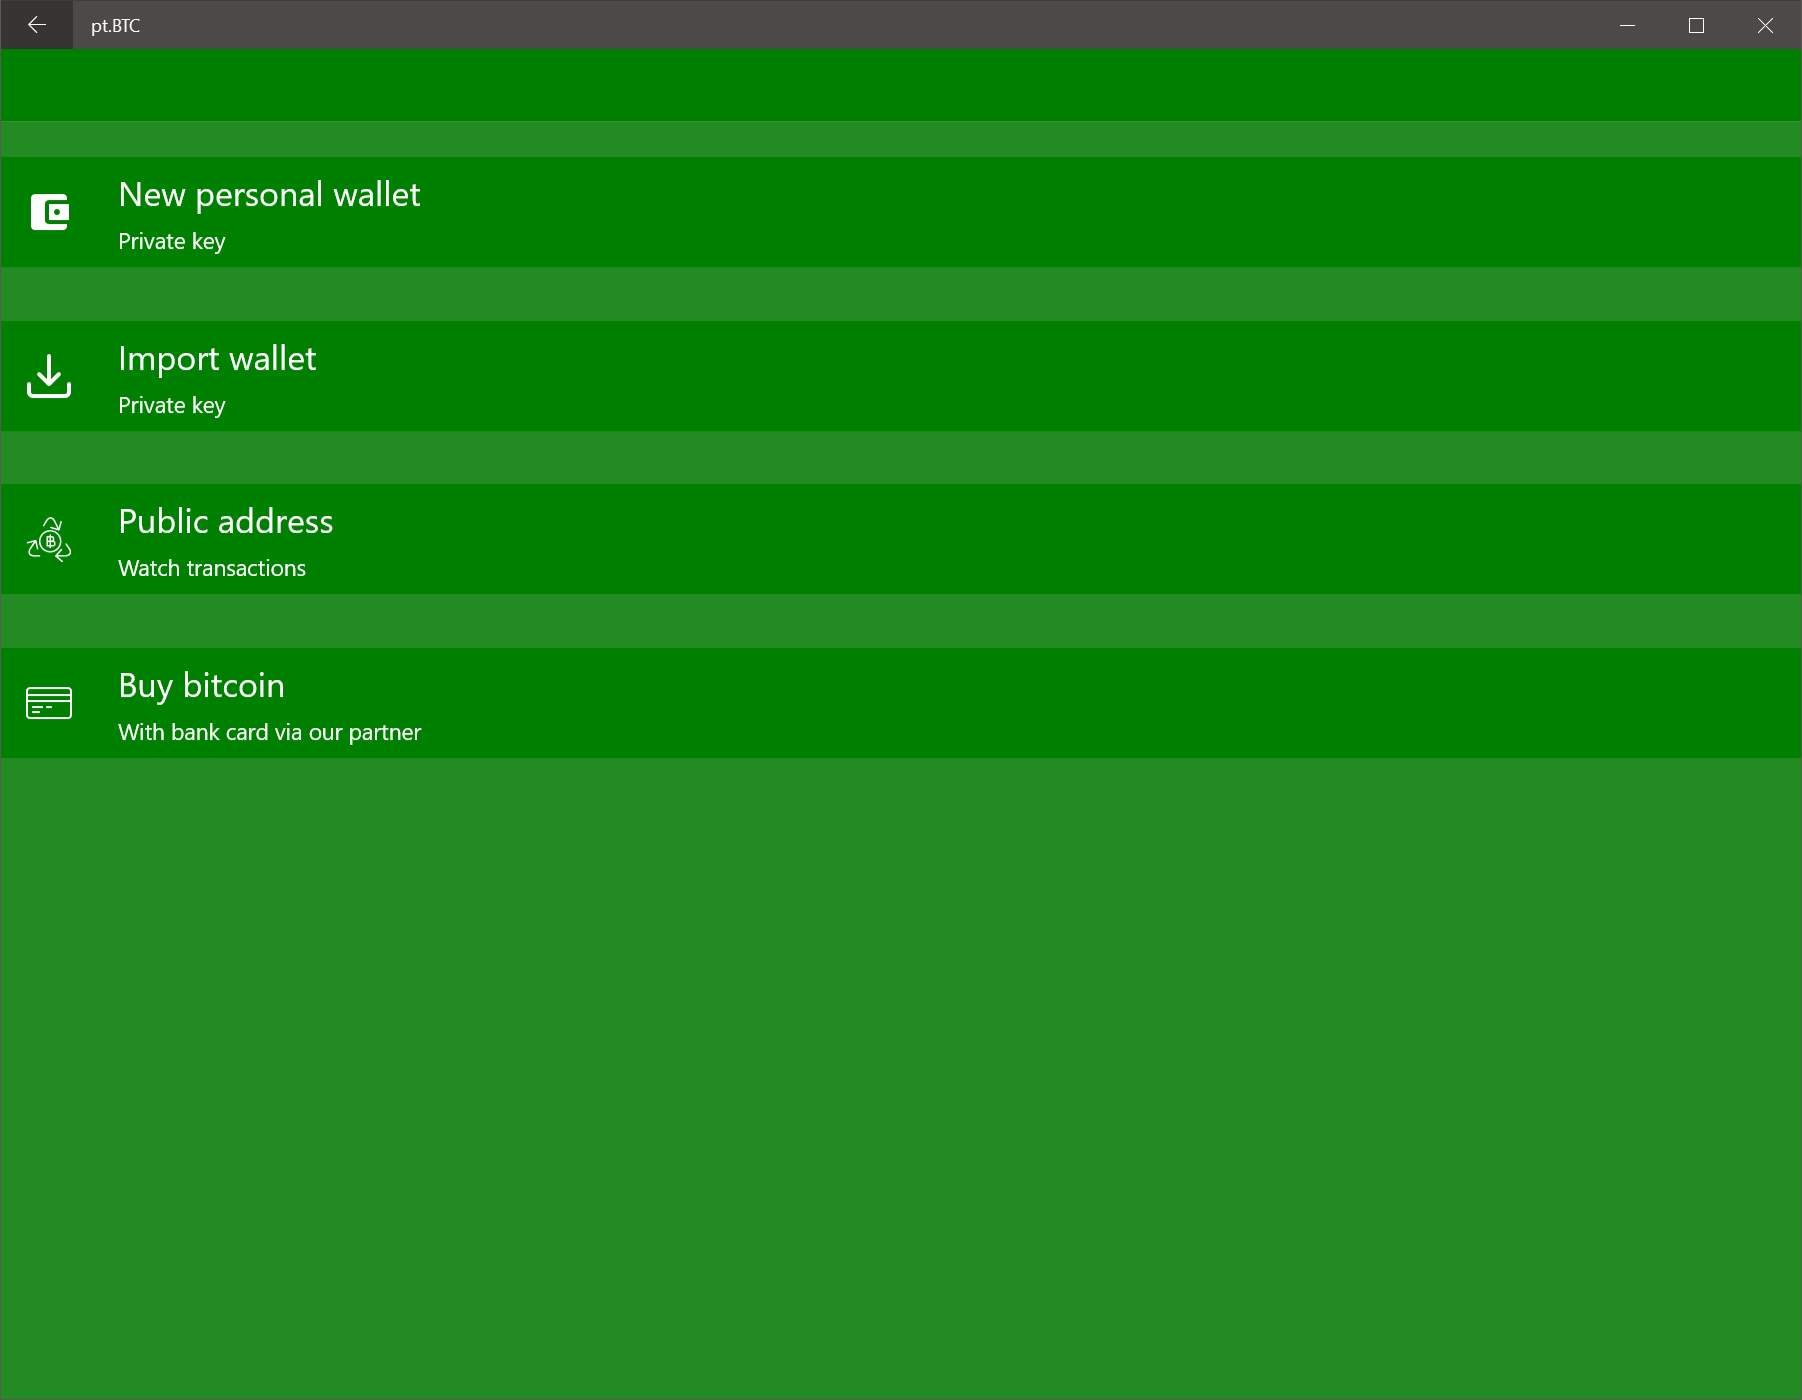 pt.BTC
New personal wallet
Private key
Import wallet
Private key
Public address
Watch transactions
Buy bitcoin
With bank card via our partner